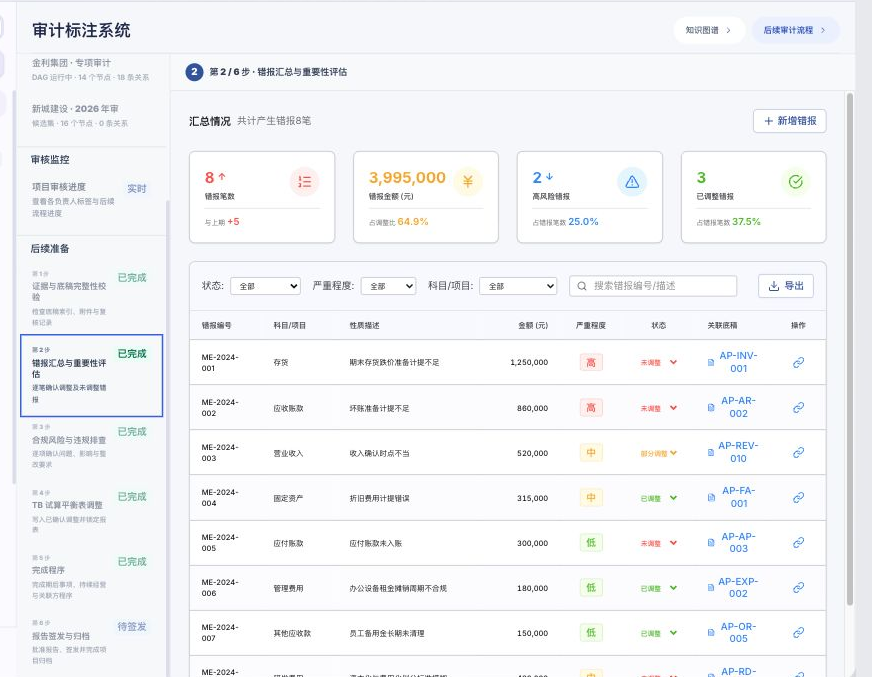 审计标注系统
知识图谱 >
后续审计流程 >
金利集团 · 专项审计
DAG 运行中 · 14 个节点 · 18 条关系
新城建设 · 2026 年审
候选集 · 16 个节点 · 0 条关系
审核监控
项目审核进度
实时
查看各负责人标签与后续
流程进度
后续准备
第 1 步
已完成
证据与底稿完整性校
验
检查底稿索引、附件与复
核记录
第 2 步
已完成
错报汇总与重要性评
估
逐笔确认调整及未调整错
报
第 3 步
已完成
合规风险与违规排查
逐项确认问题、影响与整
改要求
第 4 步
已完成
TB 试算平衡表调整
写入已确认调整并锁定报
表
第 5 步
已完成
完成程序
完成期后事项、持续经营
与关联方程序
第 6 步
待签发
报告签发与归档
批准报告、签发并完成项
目归档
2 第 2 / 6 步 · 错报汇总与重要性评估
汇总情况 共计产生错报8笔
+ 新增错报
8 ↑
错报笔数
与上期 +5
3,995,000
¥
错报金额 (元)
占调整比 64.9%
2 ↓
高风险错报
占错报笔数 25.0%
3
已调整错报
占错报笔数 37.5%
状态: 全部 严重程度: 全部 科目/项目: 全部 搜索错报编号/描述 导出
错报编号 科目/项目 性质描述 金额 (元) 严重程度 状态 关联底稿 操作
ME-2024-
001
存货 期末存货跌价准备计提不足 1,250,000 高 未调整
AP-INV-
001
ME-2024-
002
应收账款 坏账准备计提不足 860,000 高 未调整
AP-AR-
002
ME-2024-
003
营业收入 收入确认时点不当 520,000 中 部分调整
AP-REV-
010
ME-2024-
004
固定资产 折旧费用计提错误 315,000 中 已调整
AP-FA-
001
ME-2024-
005
应付账款 应付账款未入账 300,000 低 未调整
AP-AP-
003
ME-2024-
006
管理费用 办公设备租金摊销周期不合规 180,000 低 已调整
AP-EXP-
002
ME-2024-
007
其他应收款 员工备用金长期未清理 150,000 低 已调整
AP-OR-
005
ME-2024-
AP-RD-